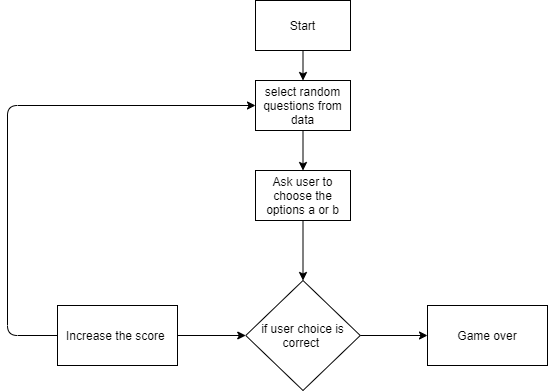 Start
select random
questions from
data
Ask user to
choose the
options a or b
Increase the score
if user choice is
correct
Game over